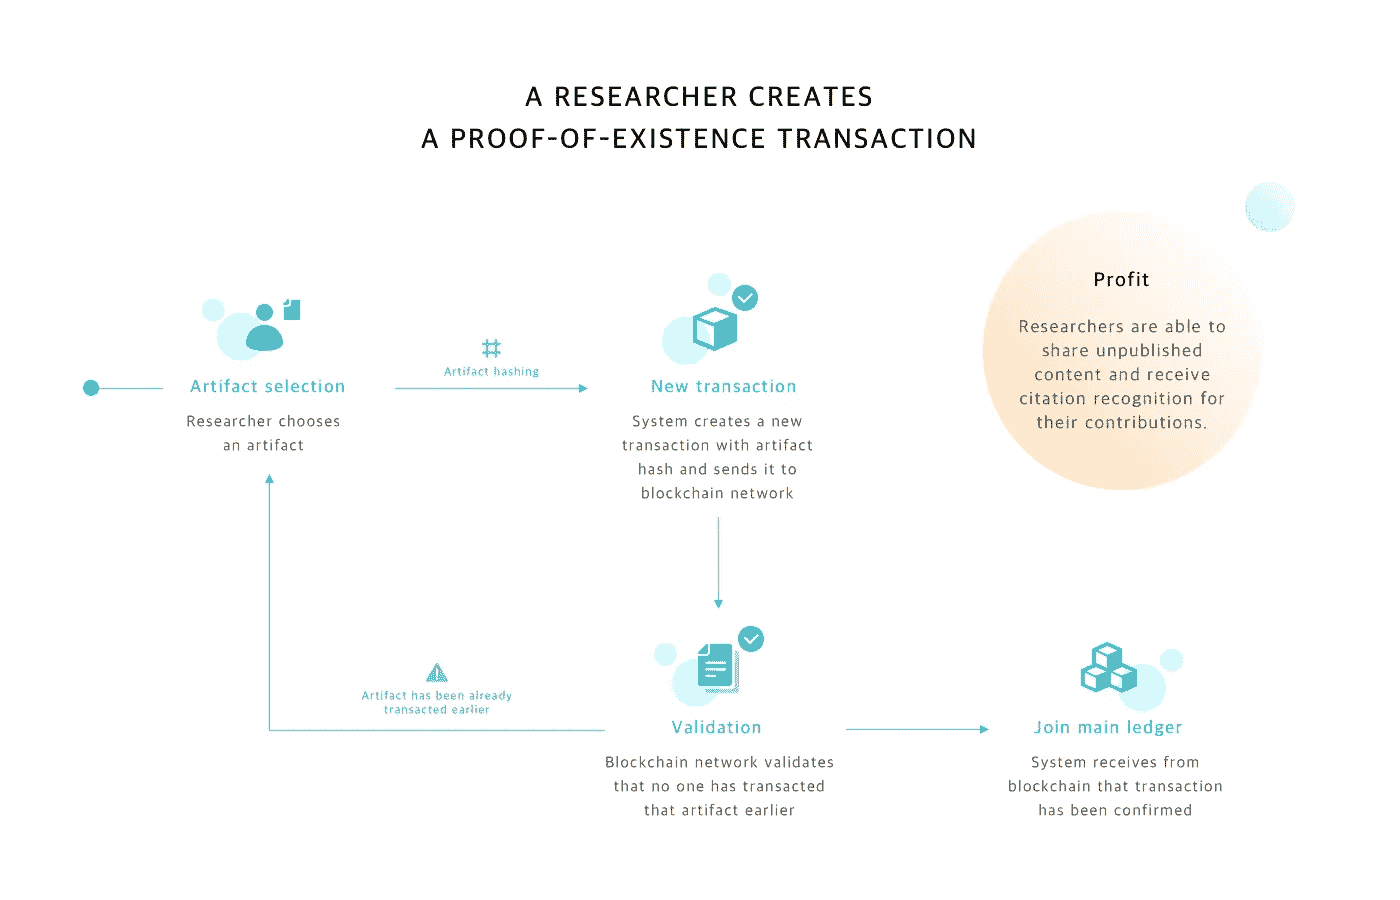 A RESEARCHER CREATES
A PROOF-OF-EXISTENCE TRANSACTION
Artifact selection
Researcher chooses
an artifact
Artifact hashing
New transaction
System creates a new
transaction with artifact
hash and sends it to
blockchain network
Profit
Researchers are able to
share unpublished
content and receive
citation recognition for
their contributions.
Artifact has been already
transacted earlier
Validation
Blockchain network validates
that no one has transacted
that artifact earlier
Join main ledger
System receives from
blockchain that transaction
has been confirmed